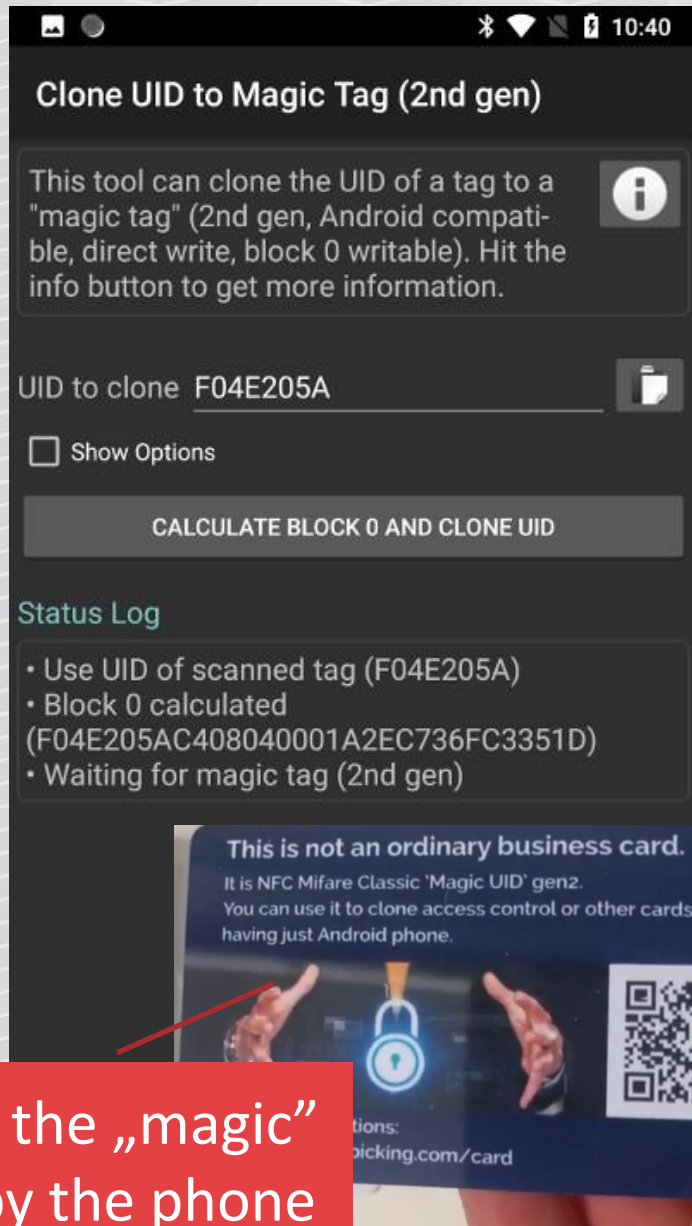 10:40
Clone UID to Magic Tag (2nd gen)
This tool can clone the UID of a tag to a
"magic tag" (2nd gen, Android compati-
ble, direct write, block 0 writable). Hit the
info button to get more information.
UID to clone F04E205A
Show Options
CALCULATE BLOCK 0 AND CLONE UID
Status Log
• Use UID of scanned tag (F04E205A)
• Block 0 calculated
(F04E205AC408040001A2EC736FC3351D)
• Waiting for magic tag (2nd gen)
This is not an ordinary business card.
It is NFC Mifare Classic 'Magic UID' gen2.
You can use it to clone access control or other cards
having just Android phone.
tions:
picking.com/card
the „magic”
by the phone